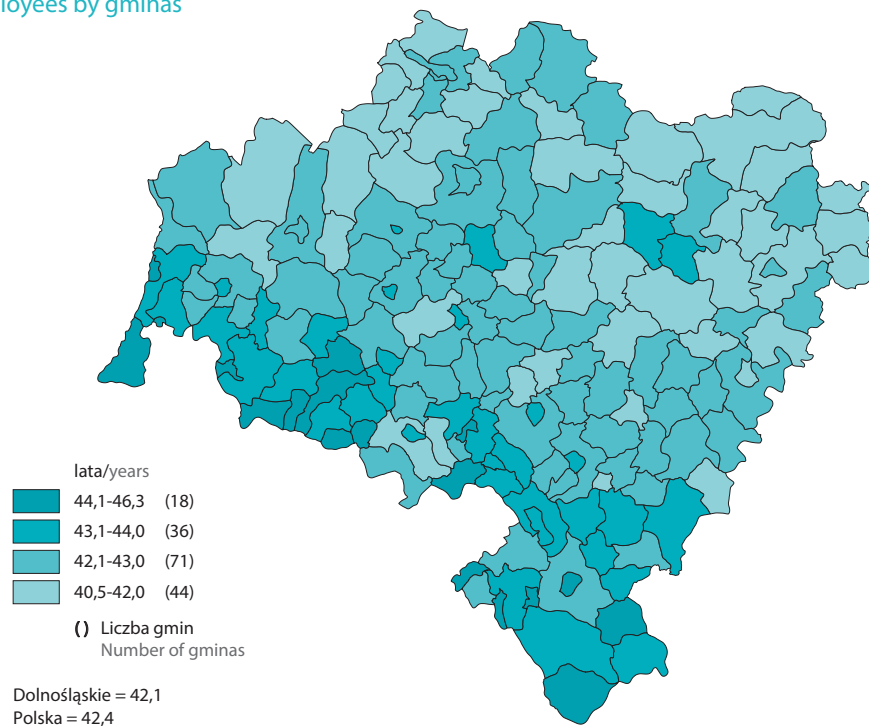 by gminas
lata/years
44,1-46,3 (18)
43,1-44,0 (36)
42,1-43,0 (71)
40,5-42,0 (44)
() Liczba gmin
Number of gminas
Dolnośląskie = 42,1
Polska = 42,4